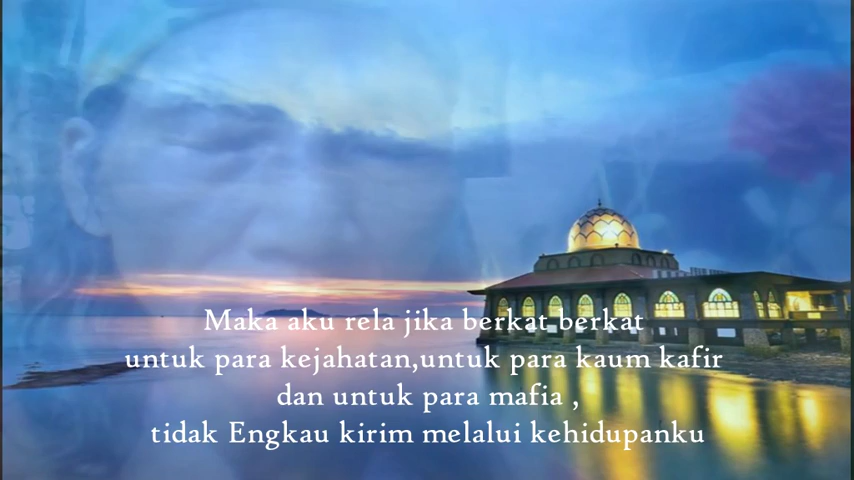 Maka aku rela jika berkat-berkat
untuk para kejahatan,untuk para kaum kafir
dan untuk para mafia ,
tidak Engkau kirim melalui kehidupanku